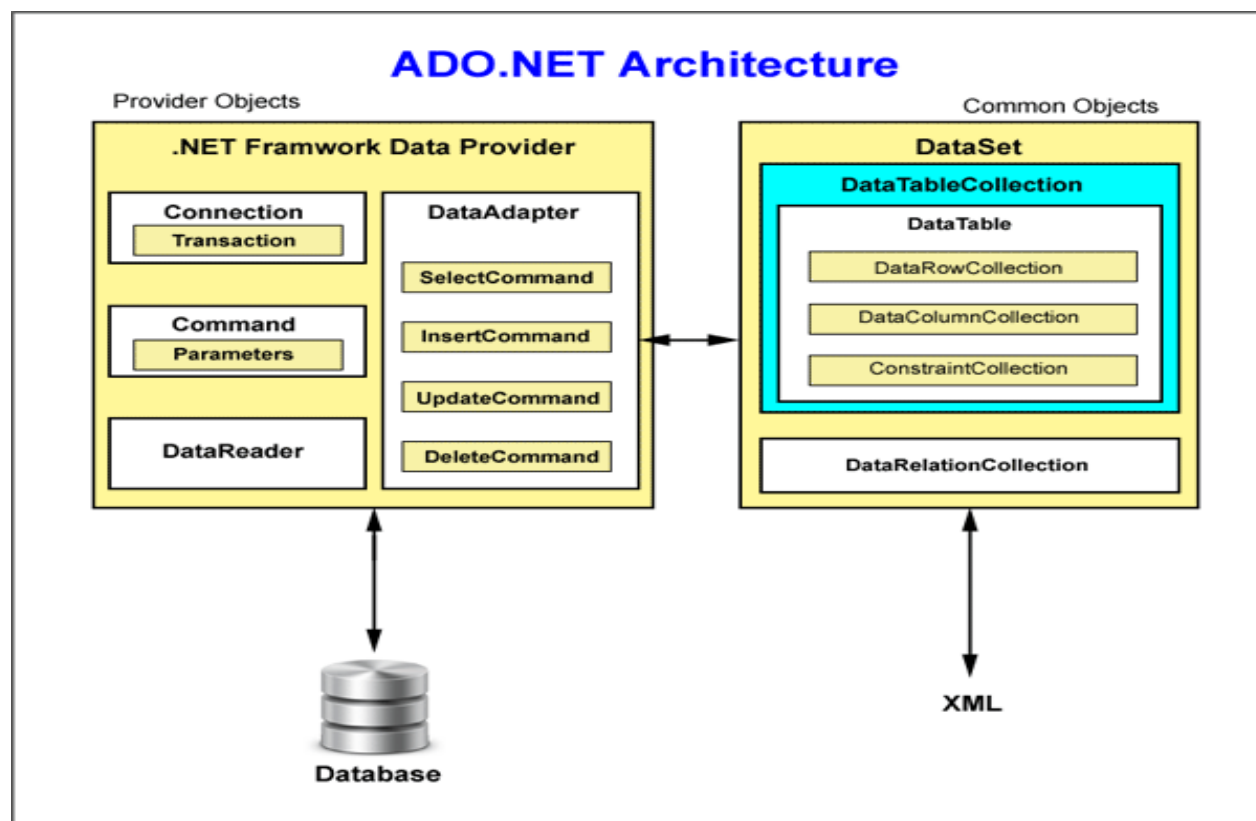 ADO.NET Architecture
Provider Objects
Common Objects
.NET Framwork Data Provider
Connection
Transaction
Command
Parameters
DataReader
DataAdapter
SelectCommand
InsertCommand
UpdateCommand
DeleteCommand
DataSet
DataTableCollection
DataTable
DataRowCollection
DataColumnCollection
ConstraintCollection
DataRelationCollection
Database
XML